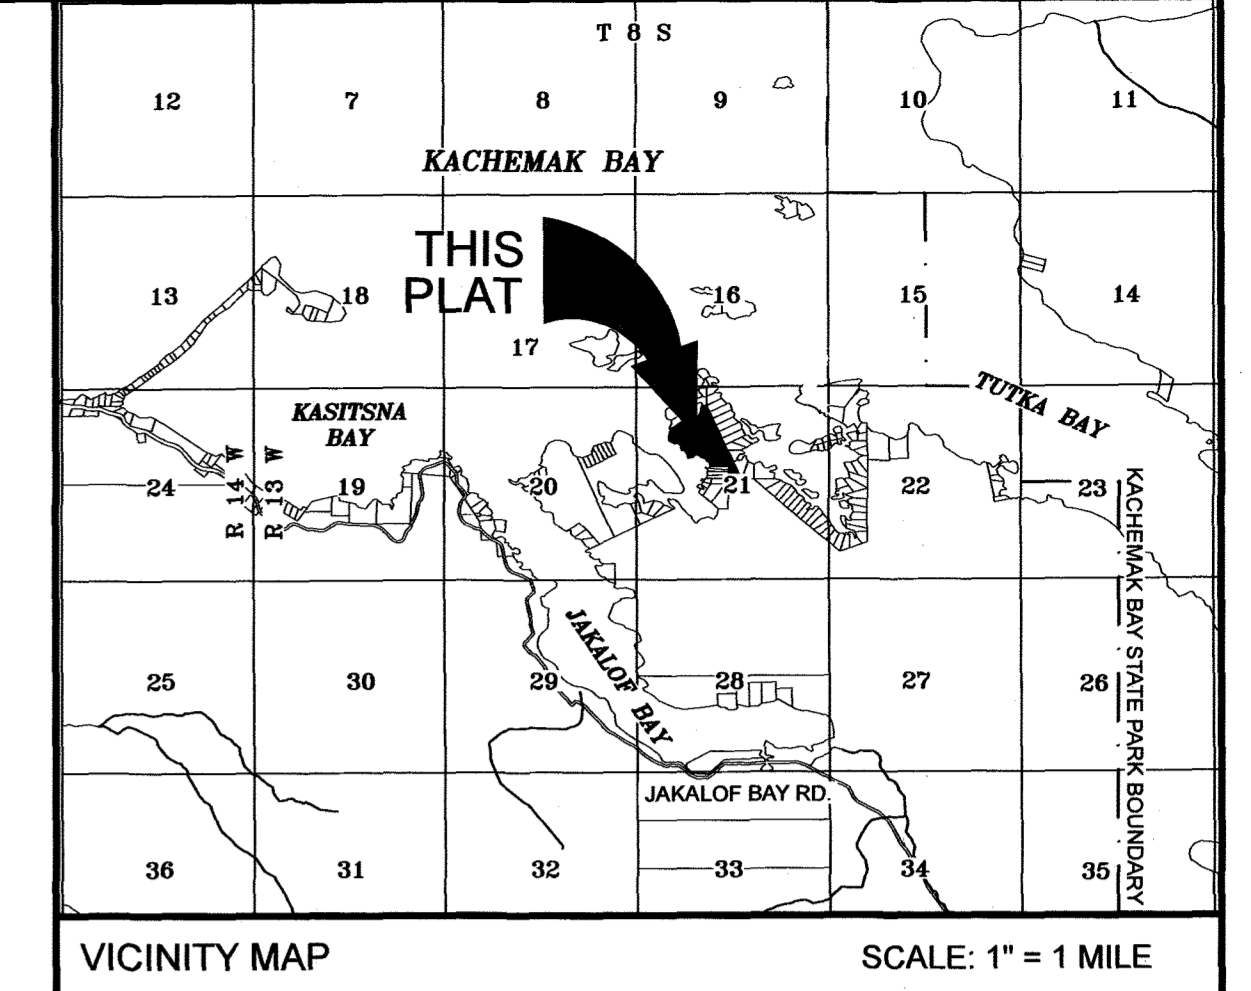 T 8 S
12
7
8
9
10
11
KACHEMAK BAY
THIS
PLAT
13
18
17
16
15
14
TUTKA BAY
KASITSNA
BAY
24
R 14 W
R 13 W
19
20
21
22
23
KACHEMAK BAY STATE PARK BOUNDARY
JAKALOF BAY
25
30
29
28
27
26
JAKALOF BAY RD.
36
31
32
33
34
35
VICINITY MAP
SCALE: 1" = 1 MILE